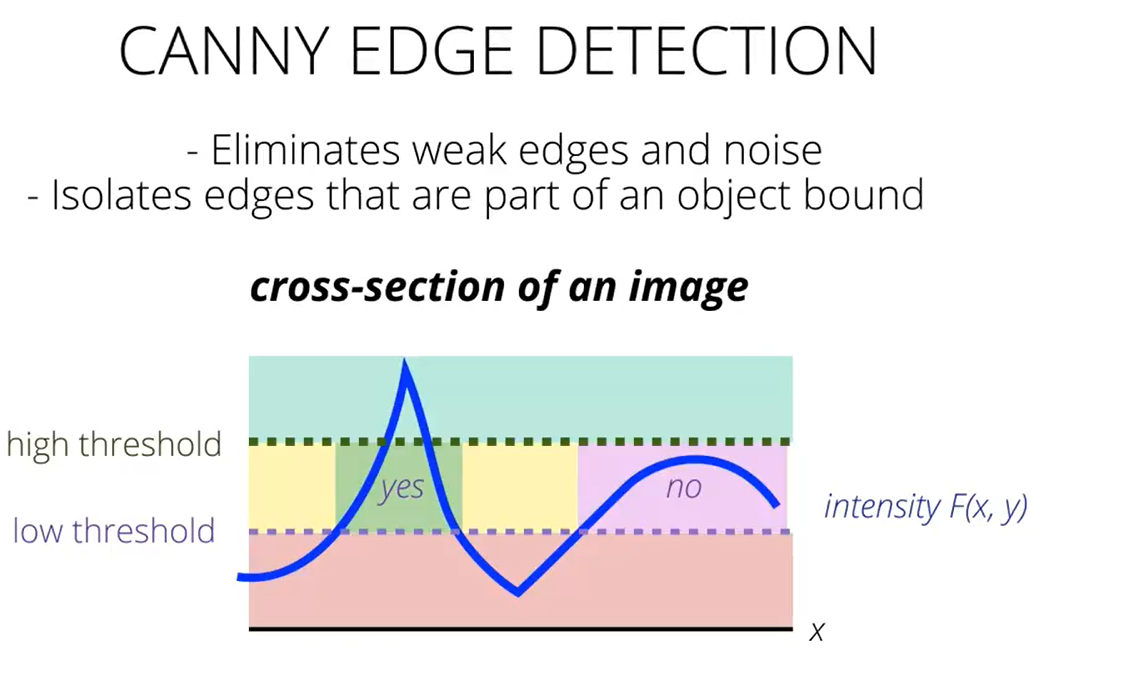 CANNY EDGE DETECTION
- Eliminates weak edges and noise
- Isolates edges that are part of an object bound
cross-section of an image
high threshold
yes
no
low threshold
intensity F(x, y)
x